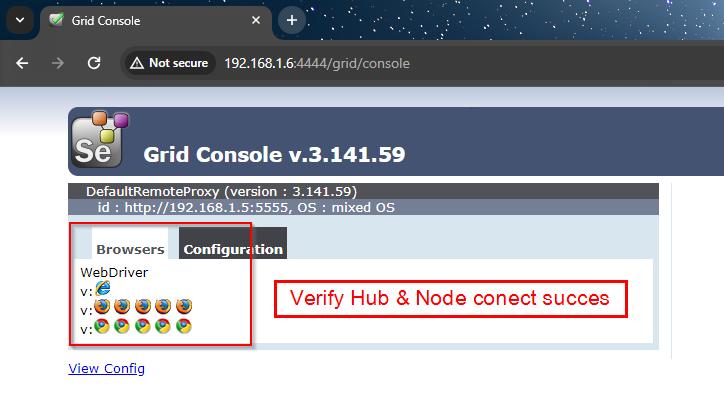 Grid Console
Not secure 192.168.1.6:4444/grid/console
Se
Grid Console v.3.141.59
DefaultRemoteProxy (version : 3.141.59)
id : http://192.168.1.5:5555, OS : mixed OS
Browsers Configuration
WebDriver
v:
v:
v:
Verify Hub & Node conect succes
View Config